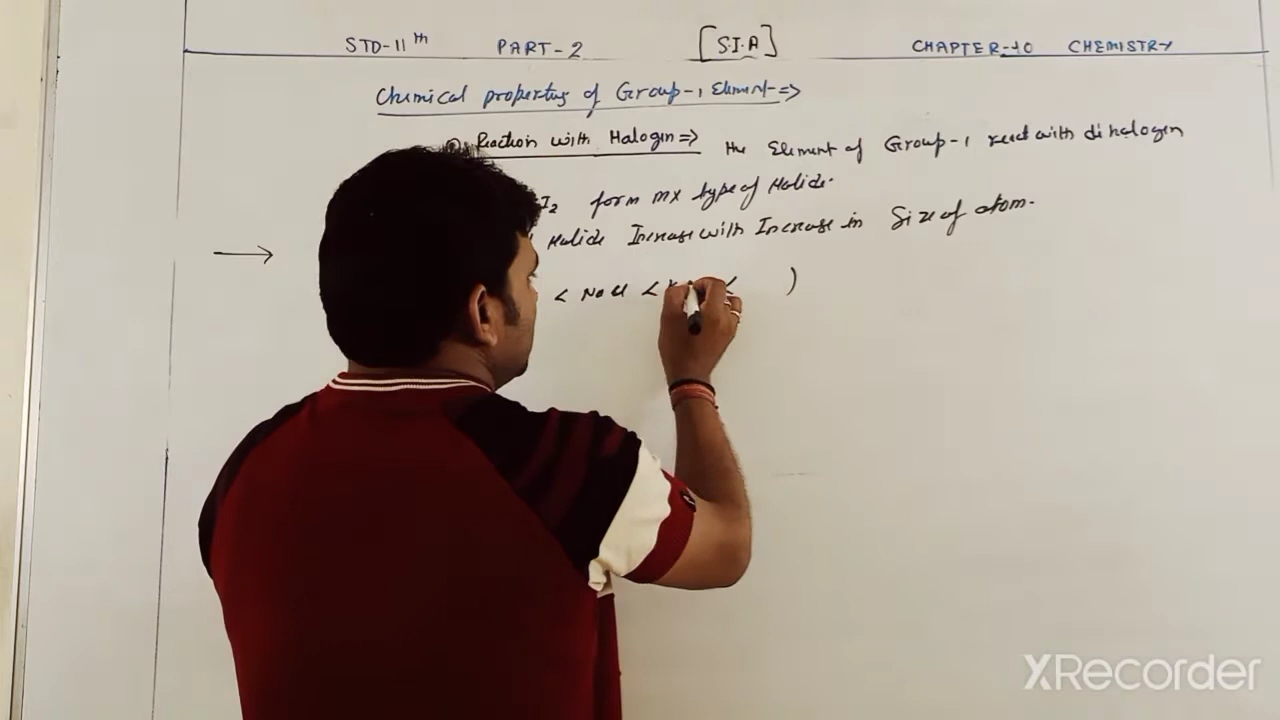 STD-11th PART-2 [S.I.A] CHAPTER-10 CHEMISTRY
Chemical properties of Group-1 Element=>
Reaction with Halogen=> the Element of Group-1 react with dihalogen
I2 form mx type of Halide.
Halide Increase with Increase in Size of atom.
< NaCl < < )
XRecorder